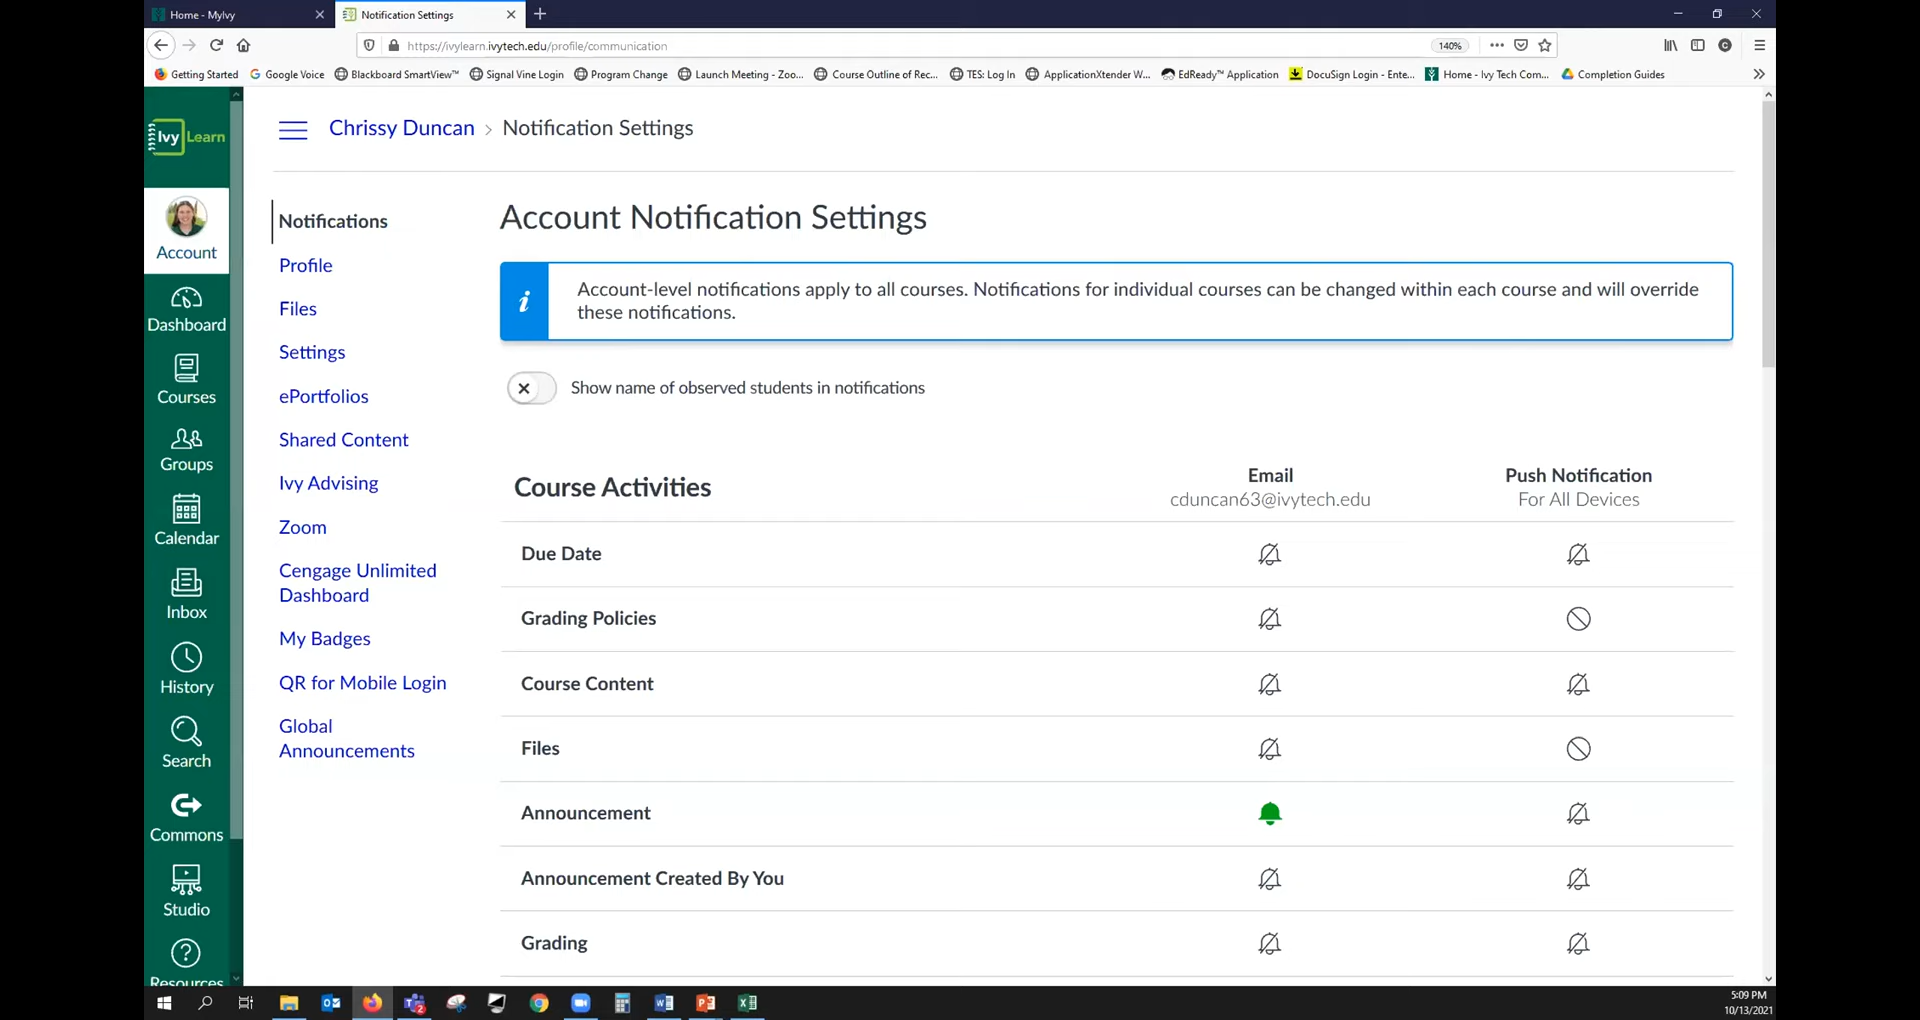 Home - MyIvy
Notification Settings
https://ivylearn.ivytech.edu/profile/communication
140%
Getting Started
Google Voice
Blackboard SmartView™
Signal Vine Login
Program Change
Launch Meeting - Zoo...
Course Outline of Rec...
TES: Log In
ApplicationXtender W...
EdReady™ Application
DocuSign Login - Ente...
Home - Ivy Tech Com...
Completion Guides
Ivy Learn
Account
Dashboard
Courses
Groups
Calendar
Inbox
History
Search
Commons
Studio
Resources
Chrissy Duncan > Notification Settings
Notifications
Profile
Files
Settings
ePortfolios
Shared Content
Ivy Advising
Zoom
Cengage Unlimited
Dashboard
My Badges
QR for Mobile Login
Global
Announcements
Account Notification Settings
Account-level notifications apply to all courses. Notifications for individual courses can be changed within each course and will override
these notifications.
Show name of observed students in notifications
Course Activities
Email
cduncan63@ivytech.edu
Push Notification
For All Devices
Due Date
Grading Policies
Course Content
Files
Announcement
Announcement Created By You
Grading
5:09 PM
10/13/2021